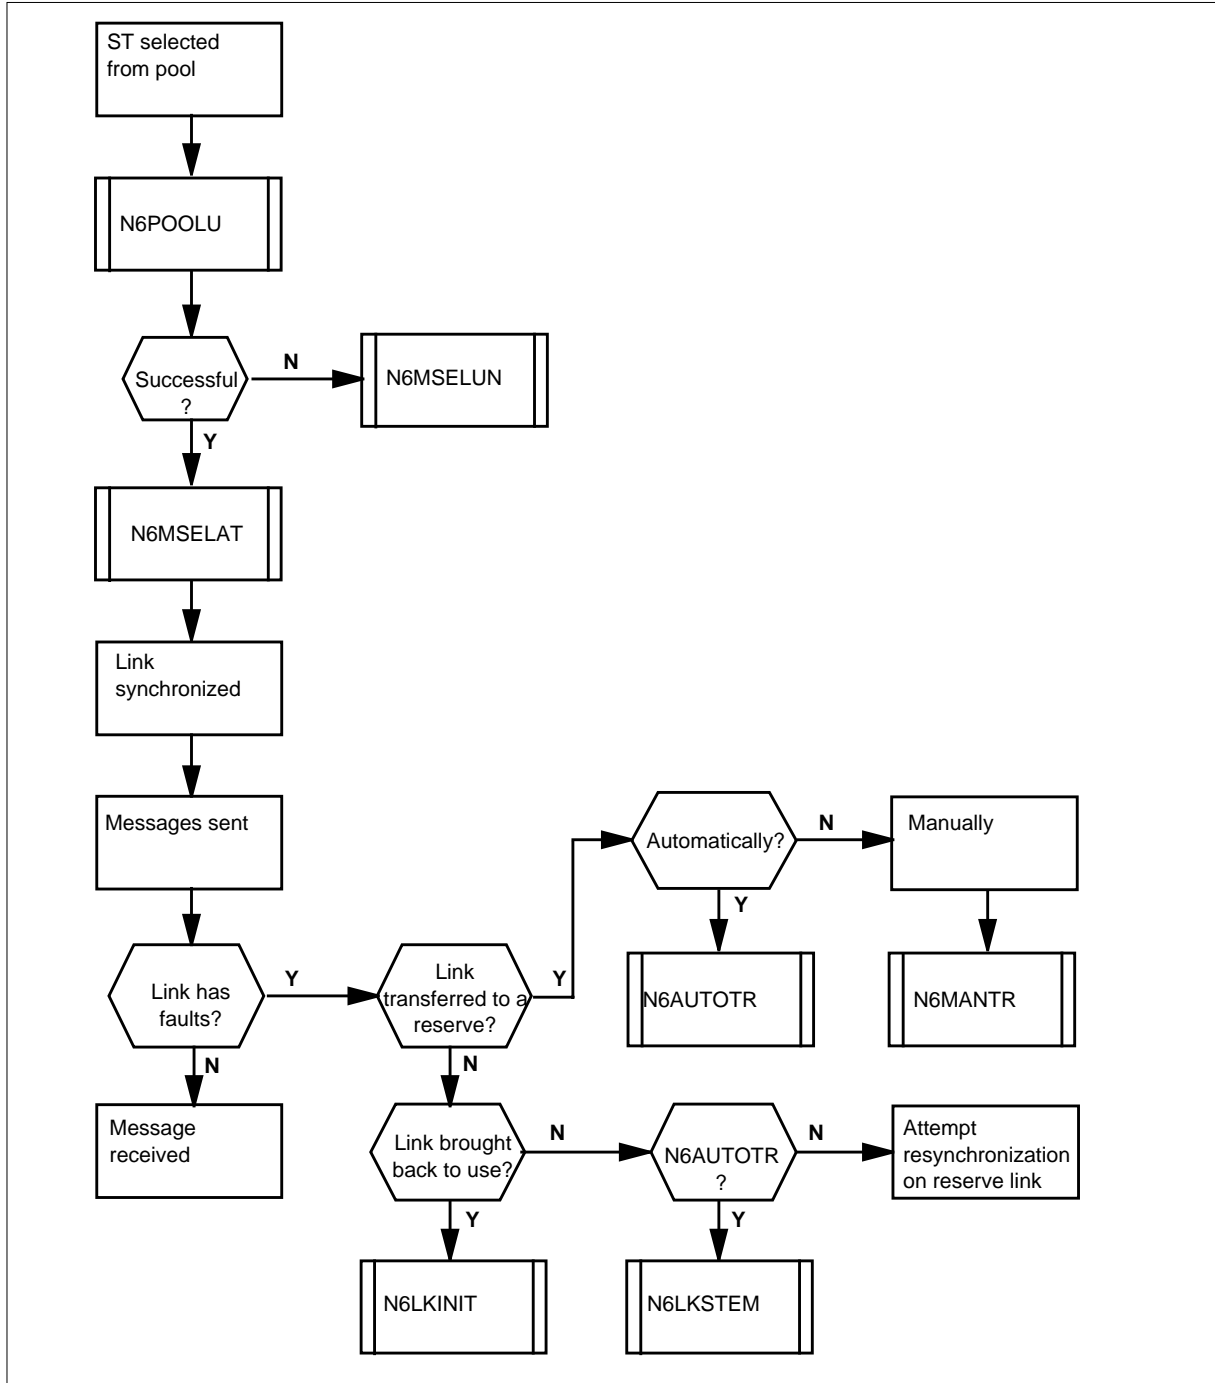 ST selected
from pool
N6POOLU
Successful
?
N
N6MSELUN
Y
N6MSELAT
Link
synchronized
Messages sent
Automatically?
N
Manually
Y
Link has
faults?
Y
Link
transferred to a
reserve?
Y
N6AUTOTR
N6MANTR
N
N
Message
received
Link brought
back to use?
N
N6AUTOTR
?
N
Attempt
resynchronization
on reserve link
Y
Y
N6LKINIT
N6LKSTEM